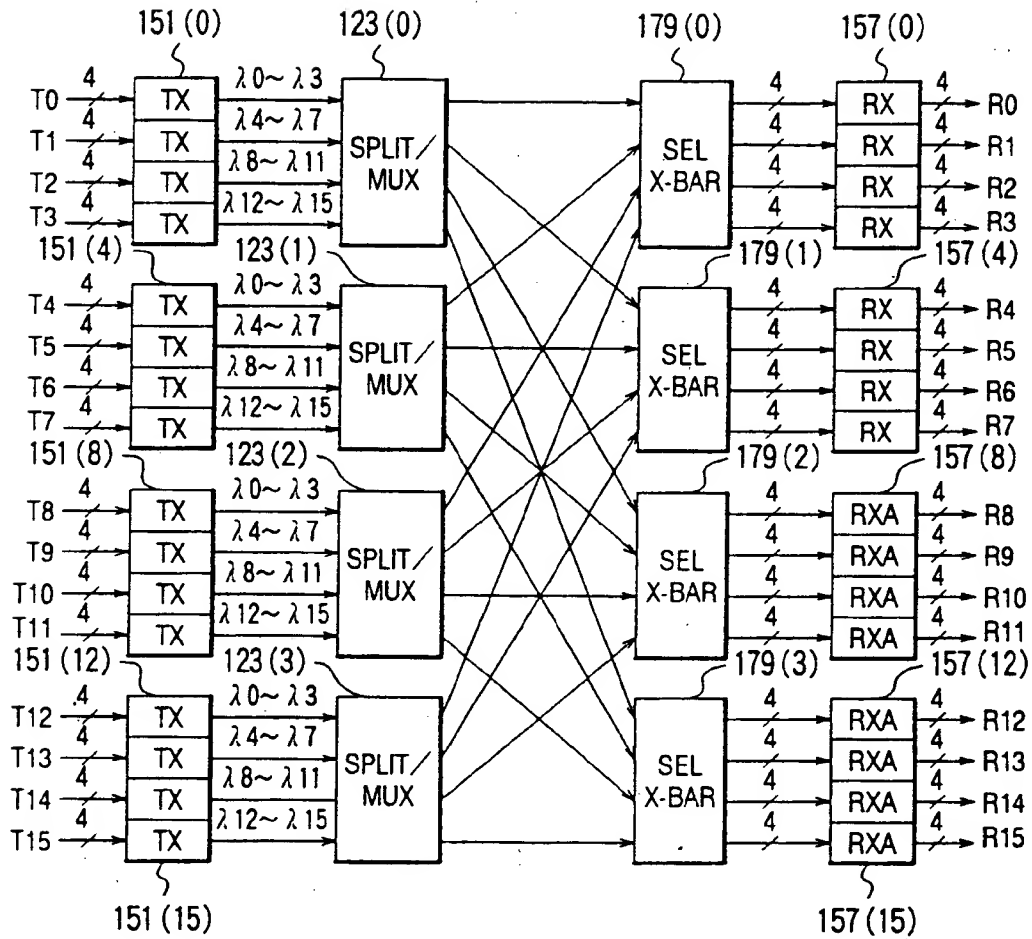 151(0) 123(0) 179(0) 157(0)
T0 4 TX λ0~λ3 4 RX 4 R0
T1 4 TX λ4~λ7 4 RX 4 R1
T2 4 TX λ8~λ11 4 RX 4 R2
T3 4 TX λ12~λ15 4 RX 4 R3
SPLIT/
MUX
SEL
X-BAR
151(4) 123(1) 179(1) 157(4)
T4 4 TX λ0~λ3 4 RX 4 R4
T5 4 TX λ4~λ7 4 RX 4 R5
T6 4 TX λ8~λ11 4 RX 4 R6
T7 4 TX λ12~λ15 4 RX 4 R7
SPLIT/
MUX
SEL
X-BAR
151(8) 123(2) 179(2) 157(8)
T8 4 TX λ0~λ3 4 RXA 4 R8
T9 4 TX λ4~λ7 4 RXA 4 R9
T10 4 TX λ8~λ11 4 RXA 4 R10
T11 4 TX λ12~λ15 4 RXA 4 R11
SPLIT/
MUX
SEL
X-BAR
151(12) 123(3) 179(3) 157(12)
T12 4 TX λ0~λ3 4 RXA 4 R12
T13 4 TX λ4~λ7 4 RXA 4 R13
T14 4 TX λ8~λ11 4 RXA 4 R14
T15 4 TX λ12~λ15 4 RXA 4 R15
SPLIT/
MUX
SEL
X-BAR
151(15) 157(15)